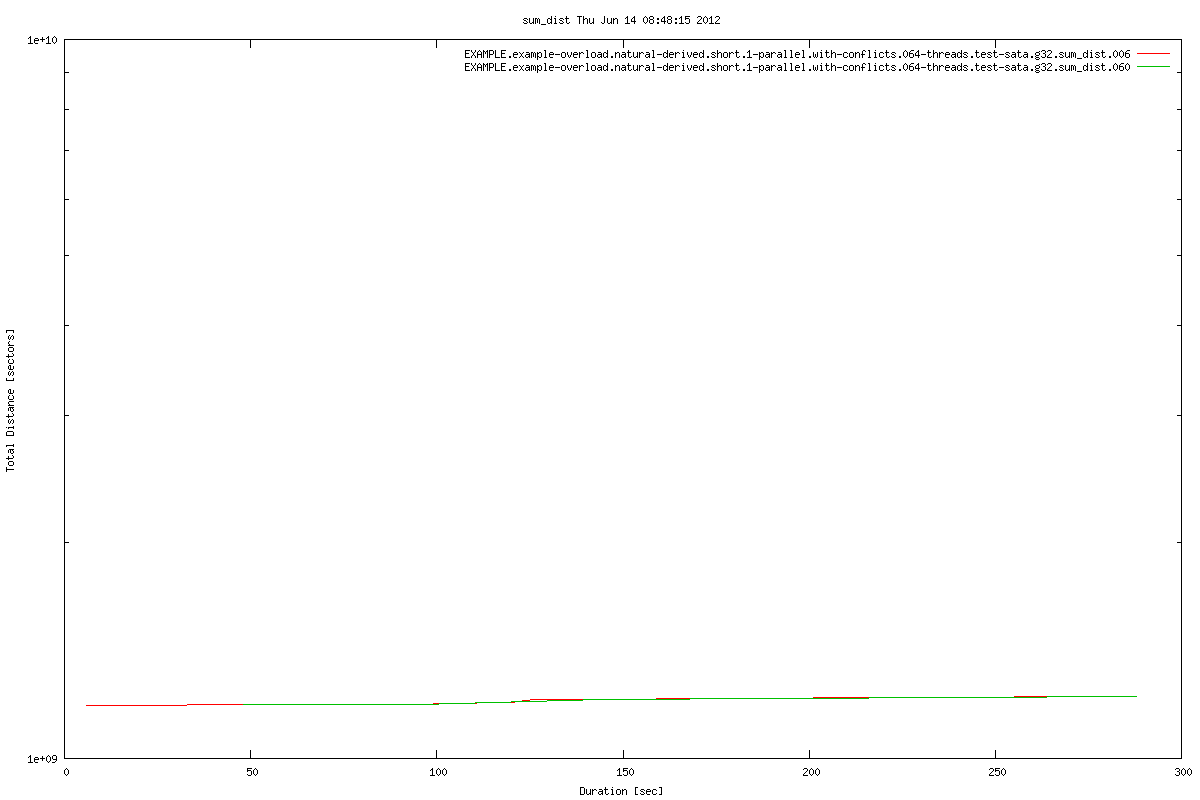 sum_dist Thu Jun 14 08:48:15 2012
1e+10
EXAMPLE.example-overload.natural-derived.short.1-parallel.with-conflicts.064-threads.test-sata.g32.sum_dist.006
EXAMPLE.example-overload.natural-derived.short.1-parallel.with-conflicts.064-threads.test-sata.g32.sum_dist.060
Total Distance [sectors]
1e+09
0 50 100 150 200 250 300
Duration [sec]